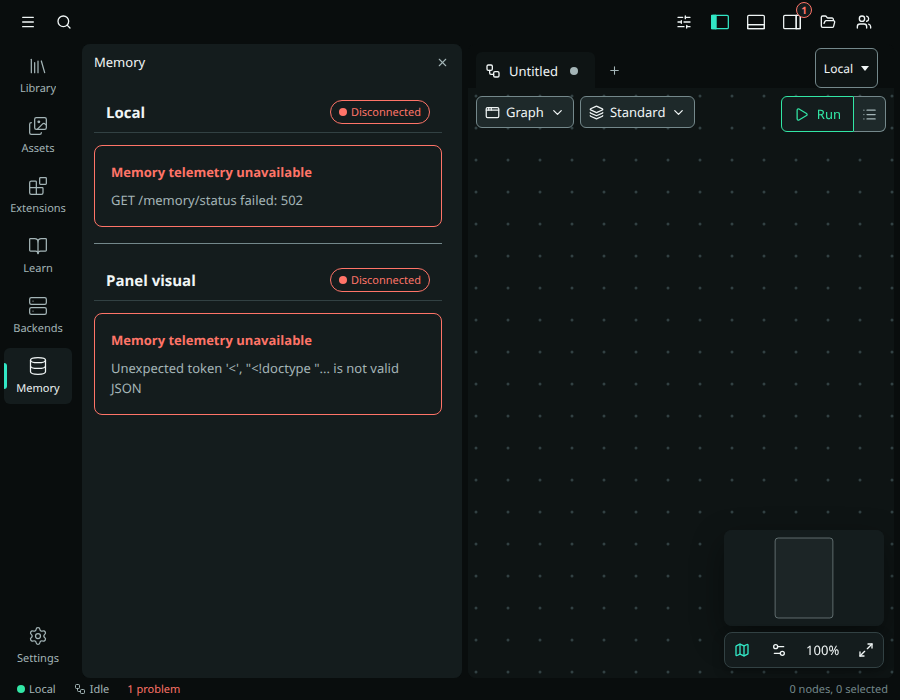 1
Library
Assets
Extensions
Learn
Backends
Memory
Settings
Memory
Local
Disconnected
Memory telemetry unavailable
GET /memory/status failed: 502
Panel visual
Disconnected
Memory telemetry unavailable
Unexpected token '<', "<!doctype "... is not valid
JSON
Untitled
Local
Graph
Standard
Run
100%
Local
Idle
1 problem
0 nodes, 0 selected